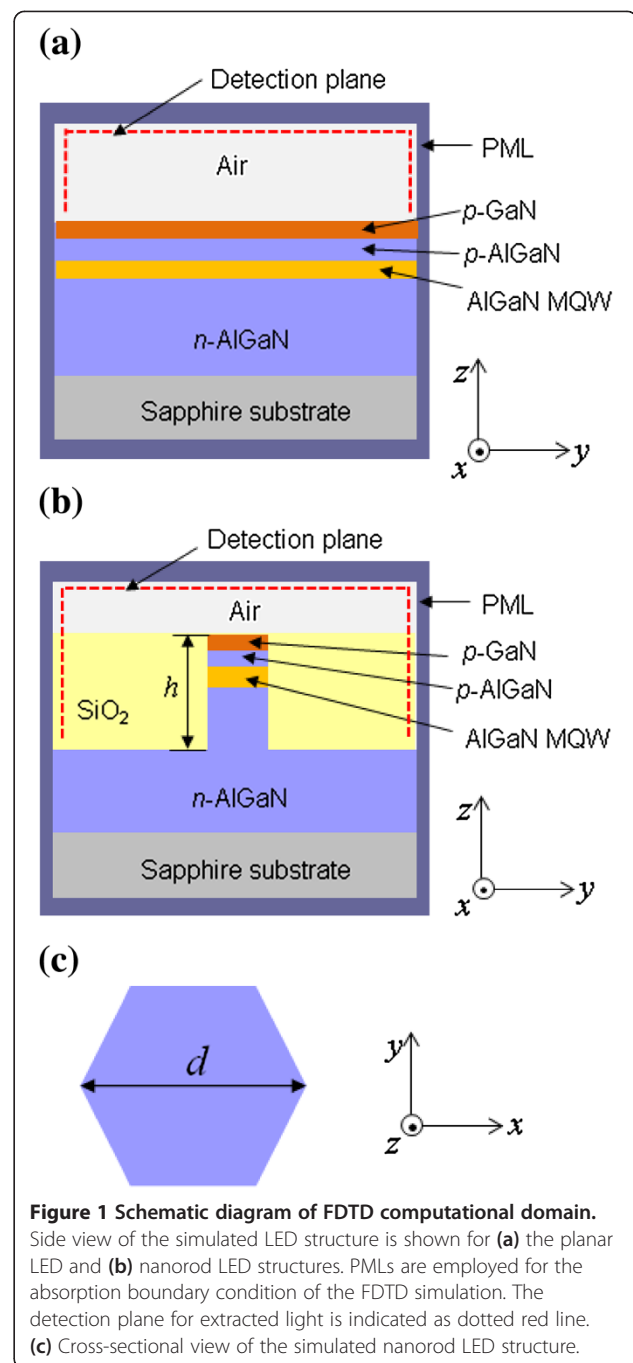 (a)
Detection plane
PML
Air
p-GaN
p-AlGaN
AlGaN MQW
n-AlGaN
Sapphire substrate
z
x
y
(b)
Detection plane
PML
Air
p-GaN
p-AlGaN
h
SiO2
AlGaN MQW
n-AlGaN
z
Sapphire substrate
x
y
(c)
d
y
z
x
Figure 1 Schematic diagram of FDTD computational domain.
Side view of the simulated LED structure is shown for (a) the planar
LED and (b) nanorod LED structures. PMLs are employed for the
absorption boundary condition of the FDTD simulation. The
detection plane for extracted light is indicated as dotted red line.
(c) Cross-sectional view of the simulated nanorod LED structure.